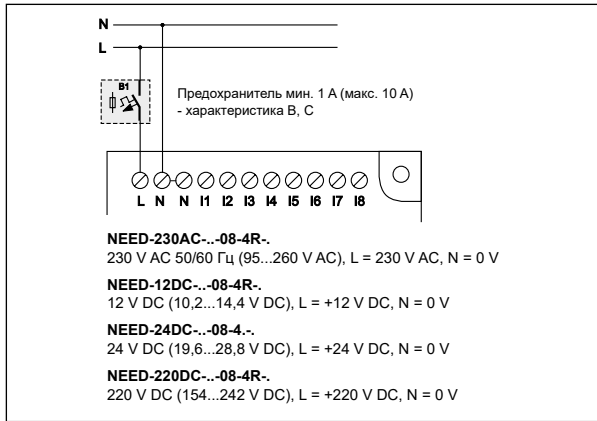 N
L
B1
Предохранитель мин. 1 A (макс. 10 A)
- характеристика B, C
L N N I1 I2 I3 I4 I5 I6 I7 I8
NEED-230AC-..-08-4R-.
230 V AC 50/60 Гц (95...260 V AC), L = 230 V AC, N = 0 V
NEED-12DC-..-08-4R-.
12 V DC (10,2...14,4 V DC), L = +12 V DC, N = 0 V
NEED-24DC-..-08-4.-.
24 V DC (19,6...28,8 V DC), L = +24 V DC, N = 0 V
NEED-220DC-..-08-4R-.
220 V DC (154...242 V DC), L = +220 V DC, N = 0 V